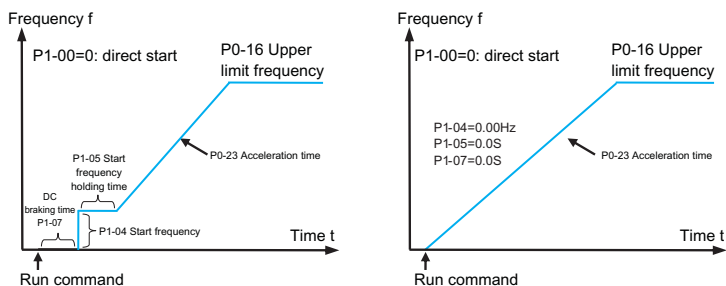 Frequency f
P1-00=0: direct start
P0-16 Upper
limit frequency
P1-05 Start
frequency
holding time
P0-23 Acceleration time
DC
braking time
P1-07
P1-04 Start frequency
Time t
Run command
Frequency f
P1-00=0: direct start
P0-16 Upper
limit frequency
P1-04=0.00Hz
P1-05=0.0S
P1-07=0.0S
P0-23 Acceleration time
Time t
Run command